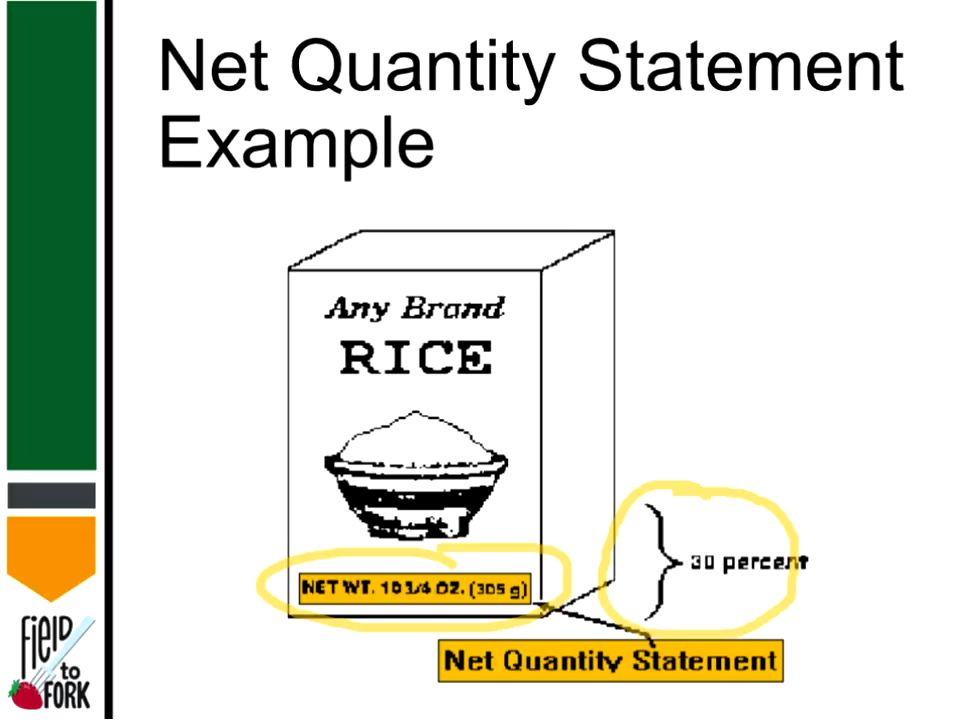 Net Quantity Statement
Example
Any Brand
RICE
NET WT. 10 3/4 OZ. (305 g)
30 percent
Net Quantity Statement
FiELD
to
FORK